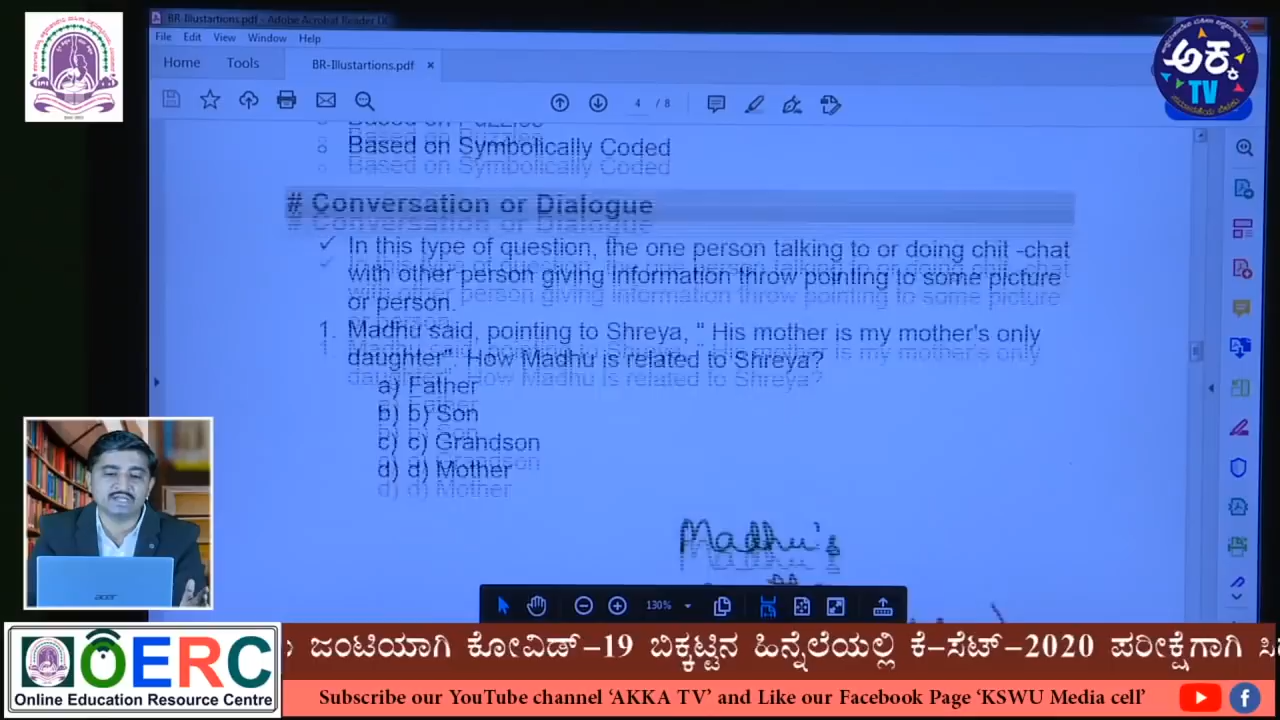 BR-Illustartions.pdf - Adobe Acrobat Reader DC
File Edit View Window Help
Home Tools BR-Illustartions.pdf ×
4 / 8
Based on Puzzles
Based on Symbolically Coded
# Conversation or Dialogue
✓ In this type of question, the one person talking to or doing chit -chat
with other person giving information throw pointing to some picture
or person.
1. Madhu said, pointing to Shreya, " His mother is my mother's only
daughter". How Madhu is related to Shreya?
a) Father
b) b) Son
c) c) Grandson
d) d) Mother
Madhu's
130%
ಅಕ್ಕ
TV
acer
OERC
Online Education Resource Centre
ಜಂಟಿಯಾಗಿ ಕೋವಿಡ್–19 ಬಿಕ್ಕಟ್ಟಿನ ಹಿನ್ನೆಲೆಯಲ್ಲಿ ಕೆ–ಸೆಟ್–2020 ಪರೀಕ್ಷೆಗಾಗಿ
Subscribe our YouTube channel ‘AKKA TV’ and Like our Facebook Page ‘KSWU Media cell’